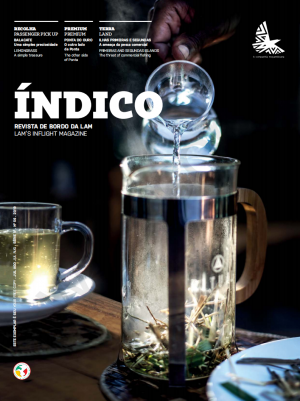 RECOLHA
PASSENGER PICK UP
BALACATE
Uma simples preciosidade
LEMONGRASS
A simple treasure
PREMIUM
PREMIUM
PONTA DO OURO
O outro lado
da Ponta
The other side
of Ponta
TERRA
LAND
ILHAS PRIMEIRAS E SEGUNDAS
A ameaça da pesca comercial
PRIMEIRAS AND SEGUNDAS ISLANDS
The threat of commercial fishing
ÍNDICO
REVISTA DE BORDO DA LAM
LAM'S INFLIGHT MAGAZINE